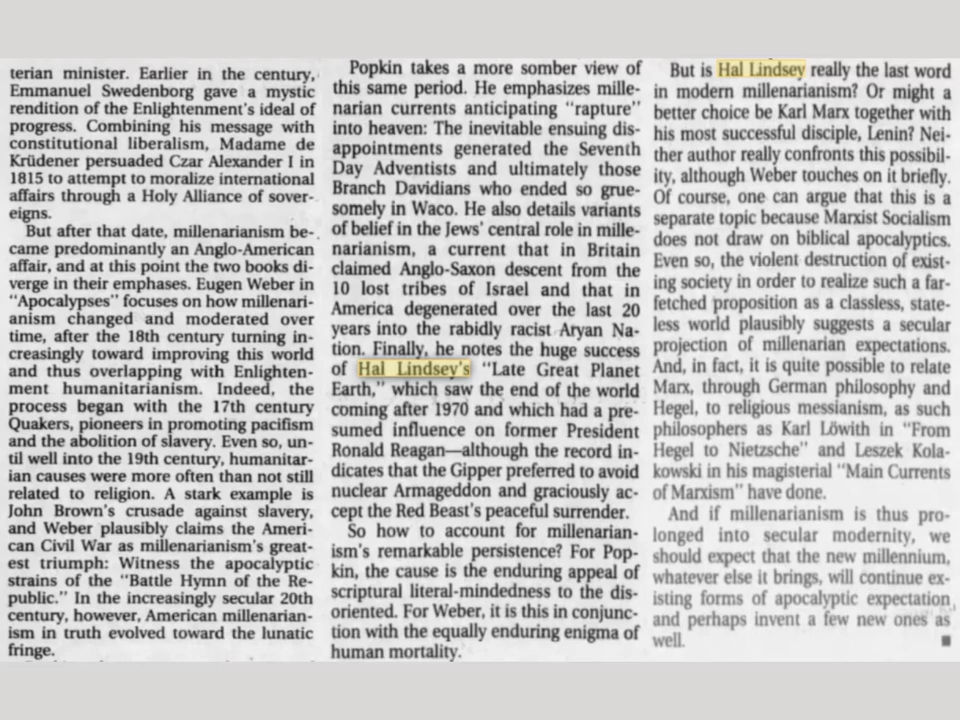 terian minister. Earlier in the century,
Emmanuel Swedenborg gave a mystic
rendition of the Enlightenment's ideal of
progress. Combining his message with
constitutional liberalism, Madame de
Krüdener persuaded Czar Alexander I in
1815 to attempt to moralize international
affairs through a Holy Alliance of sover-
eigns.
But after that date, millenarianism be-
came predominantly an Anglo-American
affair, and at this point the two books di-
verge in their emphases. Eugen Weber in
"Apocalypses" focuses on how millenari-
anism changed and moderated over
time, after the 18th century turning in-
creasingly toward improving this world
and thus overlapping with Enlighten-
ment humanitarianism. Indeed, the
process began with the 17th century
Quakers, pioneers in promoting pacifism
and the abolition of slavery. Even so, un-
til well into the 19th century, humanitar-
ian causes were more often than not still
related to religion. A stark example is
John Brown's crusade against slavery,
and Weber plausibly claims the Ameri-
can Civil War as millenarianism's great-
est triumph: Witness the apocalyptic
strains of the "Battle Hymn of the Re-
public." In the increasingly secular 20th
century, however, American millenarian-
ism in truth evolved toward the lunatic
fringe.
Popkin takes a more somber view of
this same period. He emphasizes mille-
narian currents anticipating "rapture"
into heaven: The inevitable ensuing dis-
appointments generated the Seventh
Day Adventists and ultimately those
Branch Davidians who ended so grue-
somely in Waco. He also details variants
of belief in the Jews' central role in mille-
narianism, a current that in Britain
claimed Anglo-Saxon descent from the
10 lost tribes of Israel and that in
America degenerated over the last 20
years into the rabidly racist Aryan Na-
tion. Finally, he notes the huge success
of Hal Lindsey's "Late Great Planet
Earth," which saw the end of the world
coming after 1970 and which had a pre-
sumed influence on former President
Ronald Reagan—although the record in-
dicates that the Gipper preferred to avoid
nuclear Armageddon and graciously ac-
cept the Red Beast's peaceful surrender.
So how to account for millenarian-
ism's remarkable persistence? For Pop-
kin, the cause is the enduring appeal of
scriptural literal-mindedness to the dis-
oriented. For Weber, it is this in conjunc-
tion with the equally enduring enigma of
human mortality.
But is Hal Lindsey really the last word
in modern millenarianism? Or might a
better choice be Karl Marx together with
his most successful disciple, Lenin? Nei-
ther author really confronts this possibil-
ity, although Weber touches on it briefly.
Of course, one can argue that this is a
separate topic because Marxist Socialism
does not draw on biblical apocalyptics.
Even so, the violent destruction of exist-
ing society in order to realize such a far-
fetched proposition as a classless, state-
less world plausibly suggests a secular
projection of millenarian expectations.
And, in fact, it is quite possible to relate
Marx, through German philosophy and
Hegel, to religious messianism, as such
philosophers as Karl Löwith in "From
Hegel to Nietzsche" and Leszek Kola-
kowski in his magisterial "Main Currents
of Marxism" have done.
And if millenarianism is thus pro-
longed into secular modernity, we
should expect that the new millennium,
whatever else it brings, will continue ex-
isting forms of apocalyptic expectation
and perhaps invent a few new ones as
well.